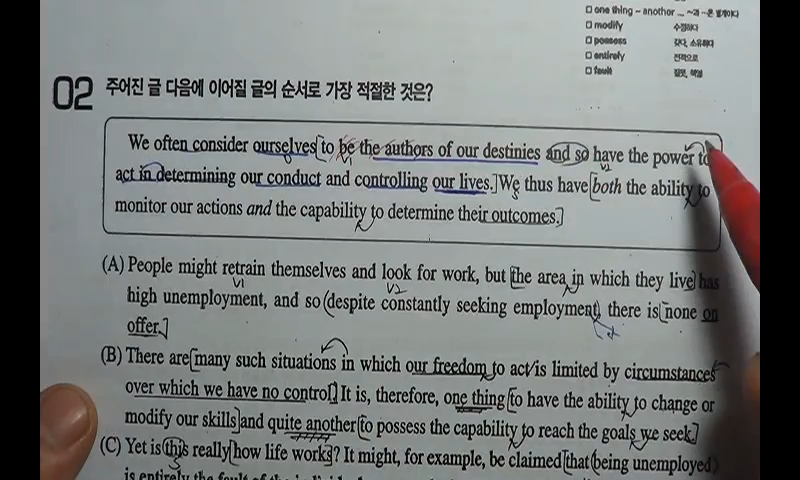 □ one thing – another ... ~과 …은 별개이다
□ modify 수정하다
□ possess 갖다, 소유하다
□ entirely 전적으로
□ fault 잘못, 책임
02 주어진 글 다음에 이어질 글의 순서로 가장 적절한 것은?
We often consider ourselves to be the authors of our destinies and so have the power to
act in determining our conduct and controlling our lives. We thus have both the ability to
monitor our actions and the capability to determine their outcomes.
(A) People might retrain themselves and look for work, but the area in which they live has
high unemployment, and so despite constantly seeking employment, there is none on
offer.
(B) There are many such situations in which our freedom to act is limited by circumstances
over which we have no control. It is, therefore, one thing to have the ability to change or
modify our skills and quite another to possess the capability to reach the goals we seek.
(C) Yet is this really how life works? It might, for example, be claimed that being unemployed
is entirely the fault of the